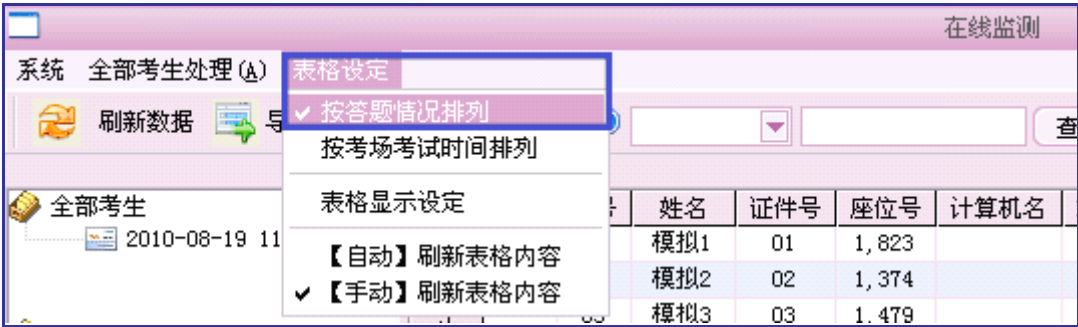 在线监测
系统 全部考生处理(A) 表格设定
刷新数据 导 查
按答题情况排列
按考场考试时间排列
表格显示设定
【自动】刷新表格内容
【手动】刷新表格内容
全部考生
2010-08-19 11
号 姓名 证件号 座位号 计算机名
模拟1 01 1,823
模拟2 02 1,374
03 模拟3 03 1,479